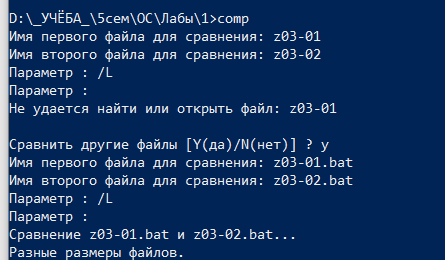 D:\_УЧЁБА_\5сем\ОС\Лабы\1>comp
Имя первого файла для сравнения: z03-01
Имя второго файла для сравнения: z03-02
Параметр : /L
Параметр :
Не удается найти или открыть файл: z03-01
Сравнить другие файлы [Y(да)/N(нет)] ? y
Имя первого файла для сравнения: z03-01.bat
Имя второго файла для сравнения: z03-02.bat
Параметр : /L
Параметр :
Сравнение z03-01.bat и z03-02.bat...
Разные размеры файлов.